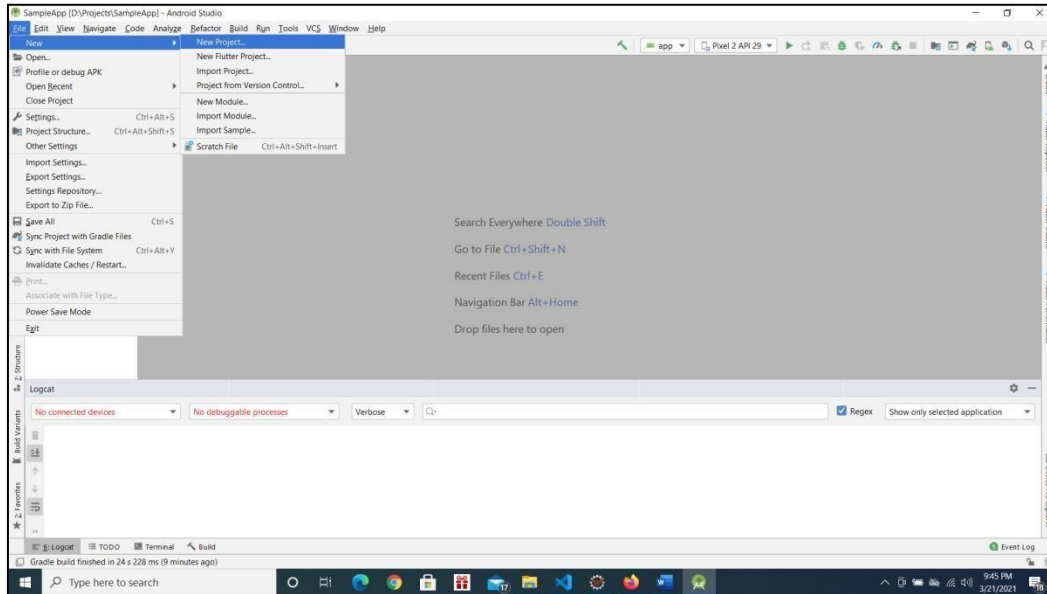 SampleApp [D:\Projects\SampleApp] - Android Studio
File Edit View Navigate Code Analyze Refactor Build Run Tools VCS Window Help
New
New Project...
app
Pixel 2 API 29
Open...
New Flutter Project...
Profile or debug APK
Import Project...
Open Recent
Project from Version Control...
Close Project
New Module...
Settings... Ctrl+Alt+S
Import Module...
Project Structure... Ctrl+Alt+Shift+S
Import Sample...
Other Settings
Scratch File Ctrl+Alt+Shift+Insert
Import Settings...
Export Settings...
Settings Repository...
Export to Zip File...
Save All Ctrl+S
Sync Project with Gradle Files
Sync with File System Ctrl+Alt+Y
Invalidate Caches / Restart...
Print...
Associate with File Type...
Power Save Mode
Exit
Search Everywhere Double Shift
Go to File Ctrl+Shift+N
Recent Files Ctrl+E
Navigation Bar Alt+Home
Drop files here to open
Z: Structure
Build Variants
2: Favorites
Logcat
No connected devices
No debuggable processes
Verbose
Regex
Show only selected application
6: Logcat
TODO
Terminal
Build
Event Log
Gradle build finished in 24 s 228 ms (9 minutes ago)
Type here to search
17
9:45 PM
3/21/2021
18